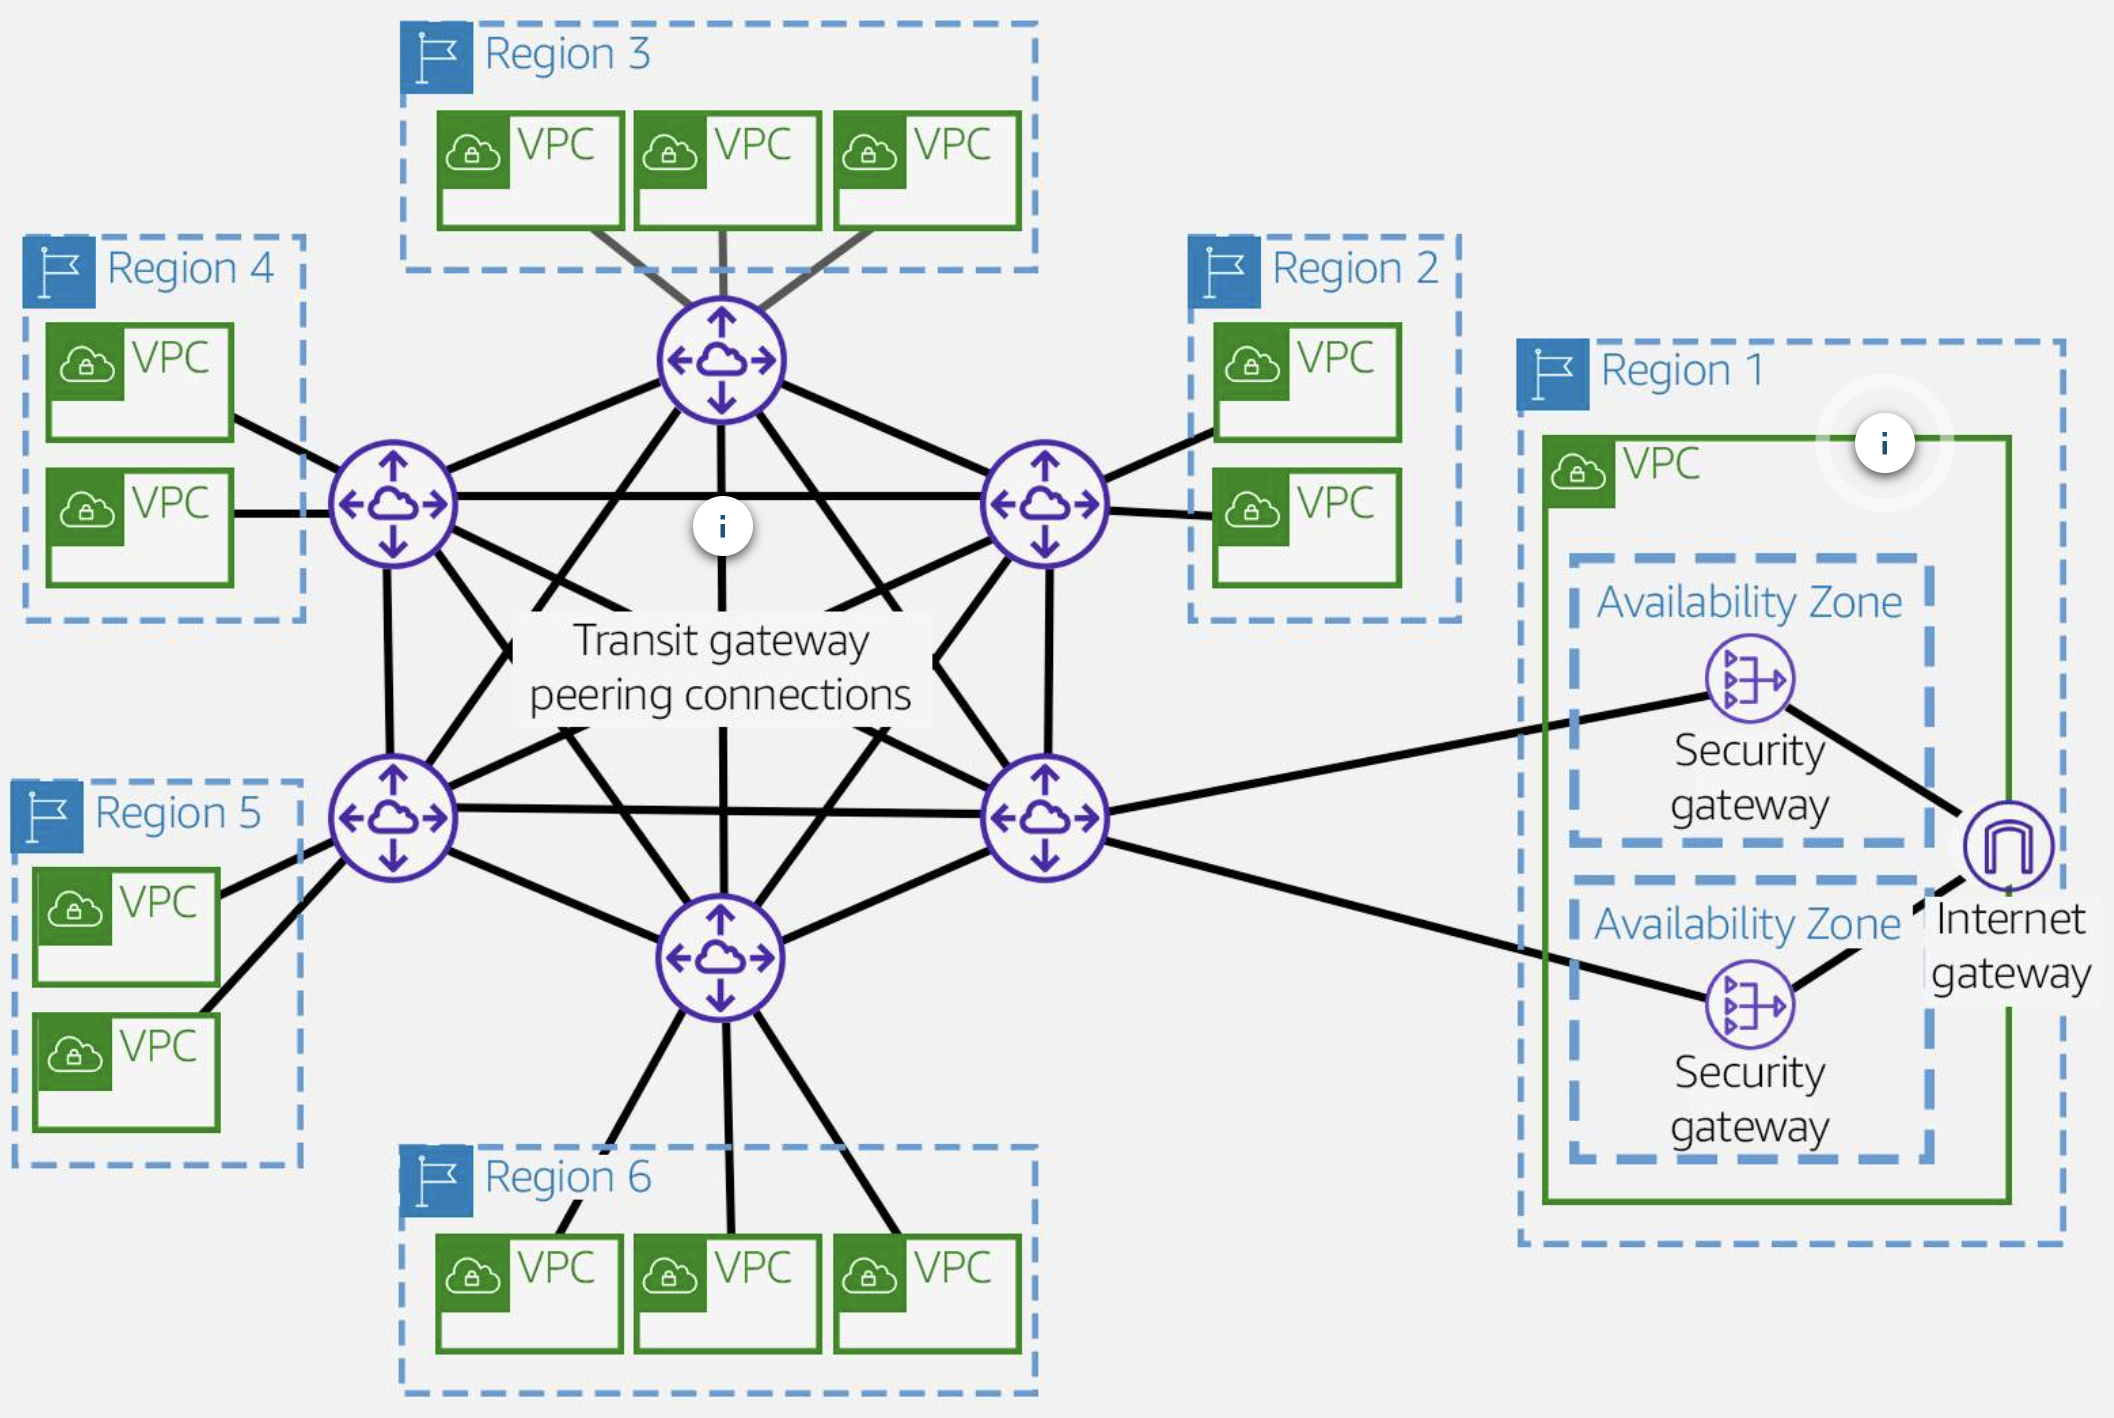 Region 3
VPC
VPC
VPC
Region 4
VPC
VPC
Region 2
VPC
VPC
Region 1
i
VPC
i
Availability Zone
Security
gateway
Transit gateway
peering connections
Region 5
VPC
VPC
Availability Zone
Security
gateway
Internet
gateway
Region 6
VPC
VPC
VPC